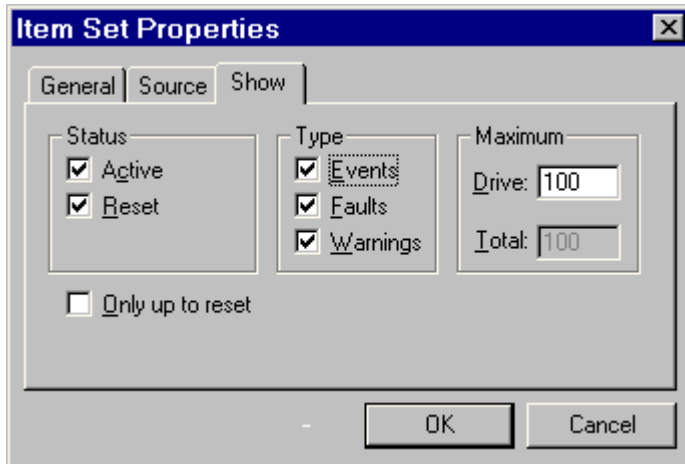 Item Set Properties
General Source Show
Status
Active
Reset
Type
Events
Faults
Warnings
Maximum
Drive: 100
Total: 100
Only up to reset
OK Cancel